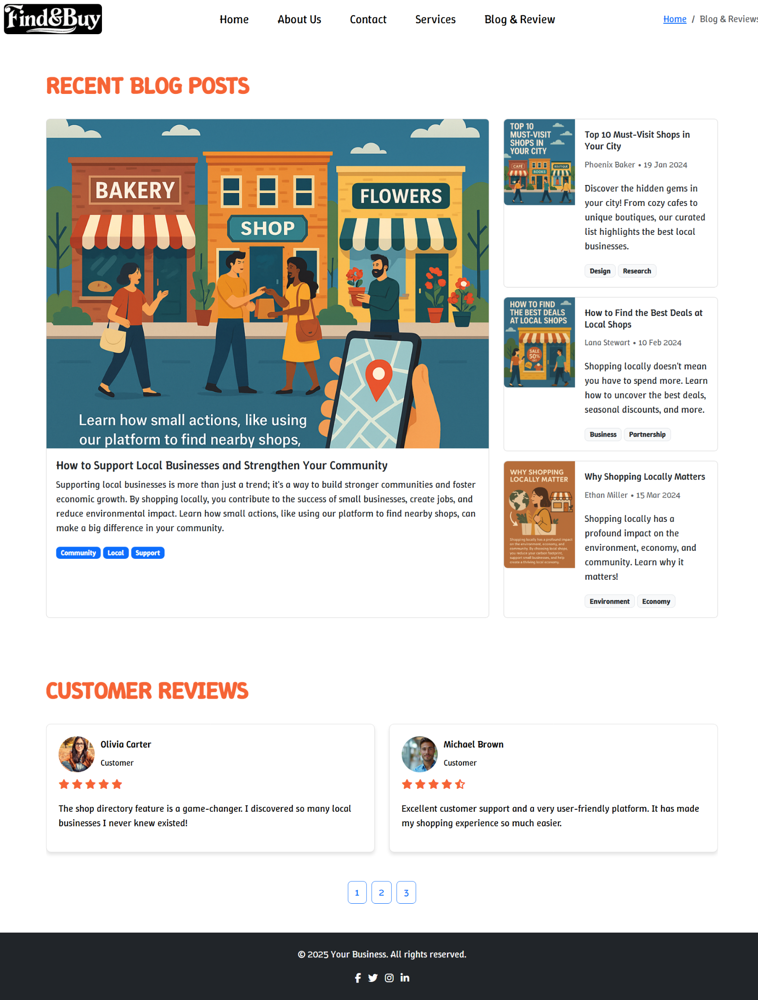 Find&Buy
Home
About Us
Contact
Services
Blog & Review
Home / Blog & Reviews
RECENT BLOG POSTS
BAKERY
SHOP
FLOWERS
Learn how small actions, like using
our platform to find nearby shops,
How to Support Local Businesses and Strengthen Your Community
Supporting local businesses is more than just a trend; it's a way to build stronger communities and foster
economic growth. By shopping locally, you contribute to the success of small businesses, create jobs, and
reduce environmental impact. Learn how small actions, like using our platform to find nearby shops, can
make a big difference in your community.
Community Local Support
TOP 10
MUST-VISIT
SHOPS IN
YOUR CITY
CAFÉ
BOOKS
BOUTIQUE
Top 10 Must-Visit Shops in
Your City
Phoenix Baker • 19 Jan 2024
Discover the hidden gems in
your city! From cozy cafes to
unique boutiques, our curated
list highlights the best local
businesses.
Design Research
HOW TO FIND
THE BEST DEALS
AT LOCAL SHOPS
SALE
50%
OFF
How to Find the Best Deals at
Local Shops
Lana Stewart • 10 Feb 2024
Shopping locally doesn't mean
you have to spend more. Learn
how to uncover the best deals,
seasonal discounts, and more.
Business Partnership
WHY SHOPPING
LOCALLY MATTER
Shopping locally has a profound impact
on the environment, economy, and
community. By choosing local shops,
you reduce your carbon footprint,
support small businesses, and help
create a thriving local economy.
Why Shopping Locally Matters
Ethan Miller • 15 Mar 2024
Shopping locally has a
profound impact on the
environment, economy, and
community. Learn why it
matters!
Environment Economy
CUSTOMER REVIEWS
Olivia Carter
Customer
The shop directory feature is a game-changer. I discovered so many local
businesses I never knew existed!
Michael Brown
Customer
Excellent customer support and a very user-friendly platform. It has made
my shopping experience so much easier.
1 2 3
© 2025 Your Business. All rights reserved.